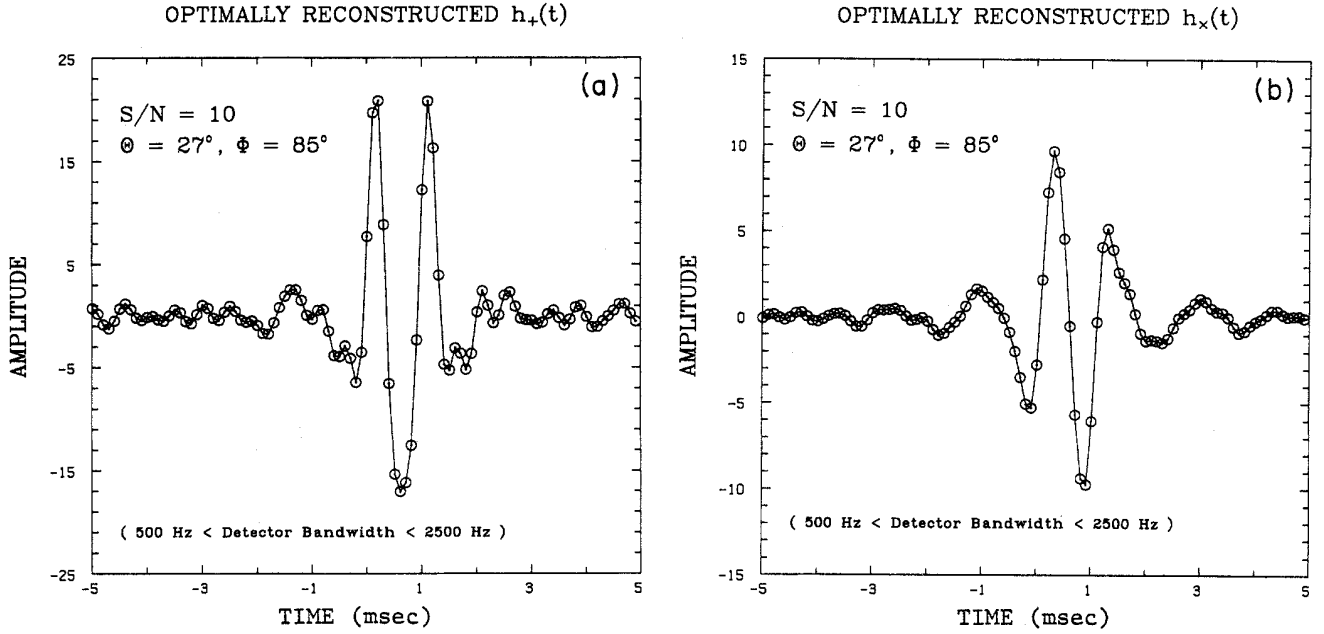 OPTIMALLY RECONSTRUCTED h₊(t)
25
15
5
-5
-15
-25
AMPLITUDE
(a)
S/N = 10
Θ = 27°, Φ = 85°
( 500 Hz < Detector Bandwidth < 2500 Hz )
-5
-3
-1
1
3
5
TIME (msec)
OPTIMALLY RECONSTRUCTED hₓ(t)
15
10
5
0
-5
-10
-15
AMPLITUDE
(b)
S/N = 10
Θ = 27°, Φ = 85°
( 500 Hz < Detector Bandwidth < 2500 Hz )
-5
-3
-1
1
3
5
TIME (msec)